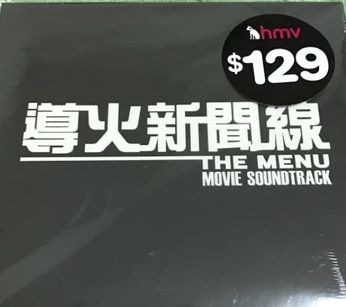 hmv
$129
導火新聞線
THE MENU
MOVIE SOUNDTRACK